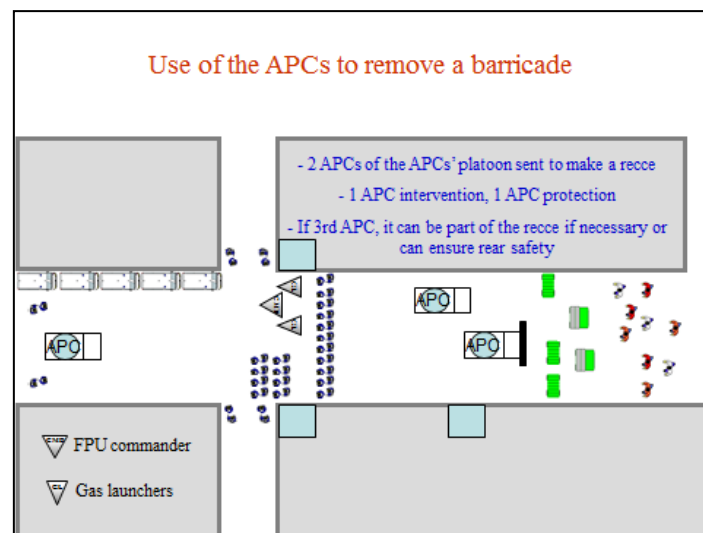 Use of the APCs to remove a barricade
- 2 APCs of the APCs' platoon sent to make a recce
- 1 APC intervention, 1 APC protection
- If 3rd APC, it can be part of the recce if necessary or
can ensure rear safety
APC
APC
APC
FPU commander
Gas launchers